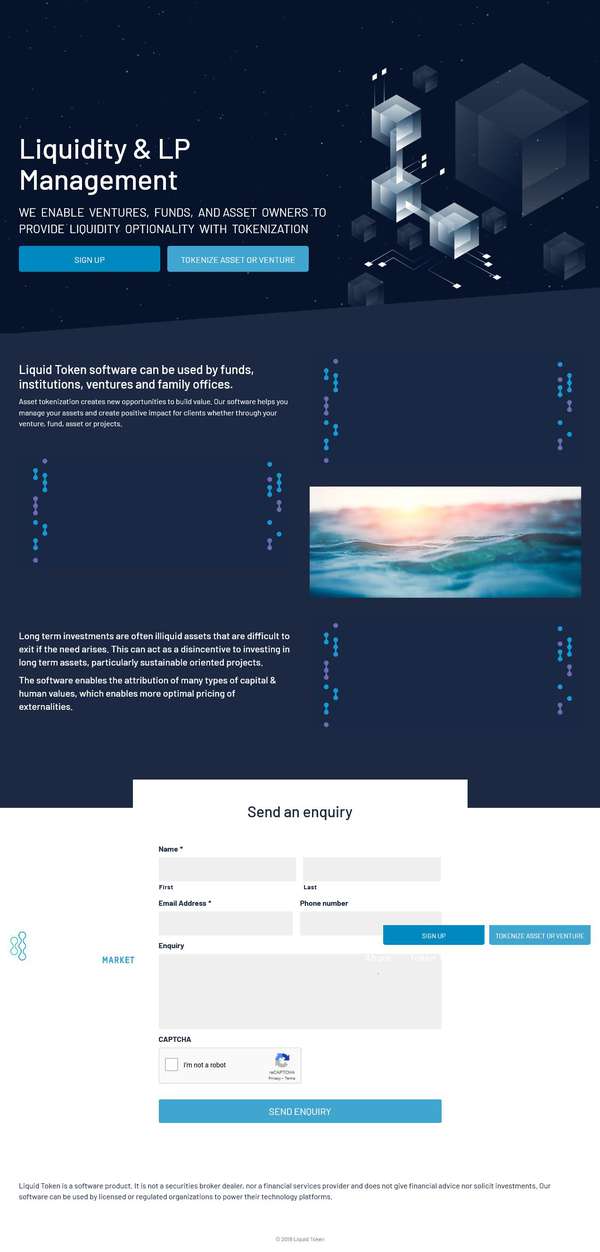 Liquidity & LP
Management
WE ENABLE VENTURES, FUNDS, AND ASSET OWNERS TO
PROVIDE LIQUIDITY OPTIONALITY WITH TOKENIZATION
SIGN UP
TOKENIZE ASSET OR VENTURE
Liquid Token software can be used by funds,
institutions, ventures and family offices.
Asset tokenization creates new opportunities to build value. Our software helps you
manage your assets and create positive impact for clients whether through your
venture, fund, asset or projects.
Long term investments are often illiquid assets that are difficult to
exit if the need arises. This can act as a disincentive to investing in
long term assets, particularly sustainable oriented projects.
The software enables the attribution of many types of capital &
human values, which enables more optimal pricing of
externalities.
Send an enquiry
Name *
First
Last
Email Address *
Phone number
SIGN UP
TOKENIZE ASSET OR VENTURE
Enquiry
MARKET
About
Token
CAPTCHA
I'm not a robot
reCAPTCHA
Privacy - Terms
SEND ENQUIRY
Liquid Token is a software product. It is not a securities broker dealer, nor a financial services provider and does not give financial advice nor solicit investments. Our
software can be used by licensed or regulated organizations to power their technology platforms.
© 2019 Liquid Token